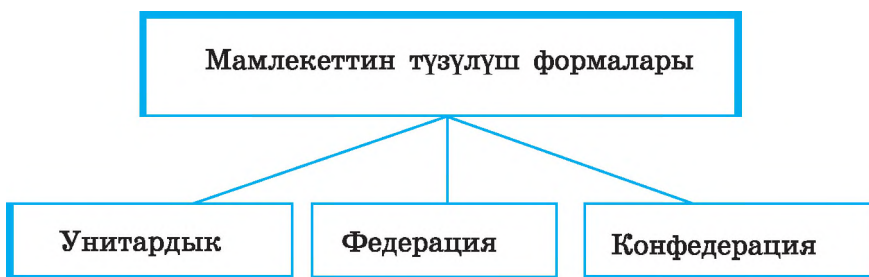 Мамлекеттин түзүлүш формалары
Унитардык
Федерация
Конфедерация